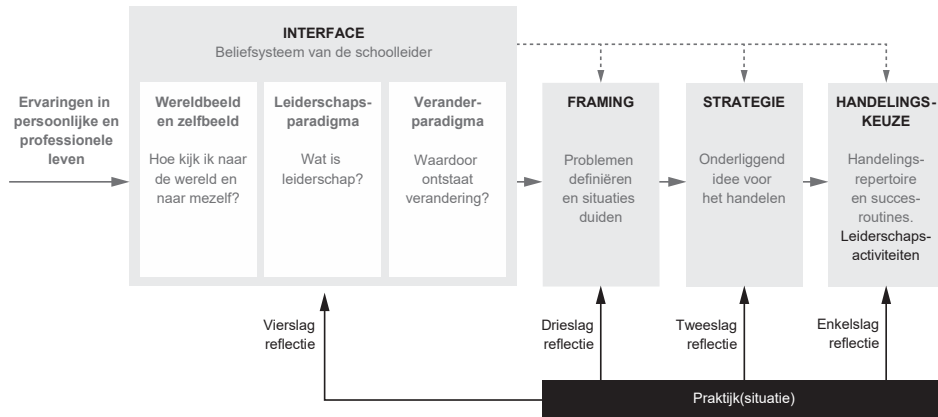 INTERFACE
Beliefsysteem van de schoolleider
Ervaringen in
persoonlijke en
professionele
leven
Wereldbeeld
en zelfbeeld
Hoe kijk ik naar
de wereld en
naar mezelf?
Leiderschaps-
paradigma
Wat is
leiderschap?
Verander-
paradigma
Waardoor
ontstaat
verandering?
FRAMING
Problemen
definiëren
en situaties
duiden
STRATEGIE
Onderliggend
idee voor
het handelen
HANDELINGS-
KEUZE
Handelings-
repertoire
en succes-
routines.
Leiderschaps-
activiteiten
Vierslag
reflectie
Drieslag
reflectie
Tweeslag
reflectie
Enkelslag
reflectie
Praktijk(situatie)